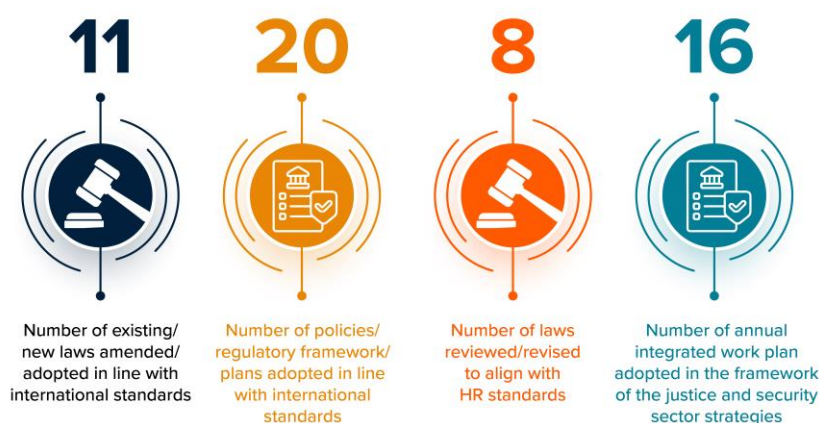 11
Number of existing/
new laws amended/
adopted in line with
international standards
20
Number of policies/
regulatory framework/
plans adopted in line
with international
standards
8
Number of laws
reviewed/revised
to align with
HR standards
16
Number of annual
integrated work plan
adopted in the framework
of the justice and security
sector strategies